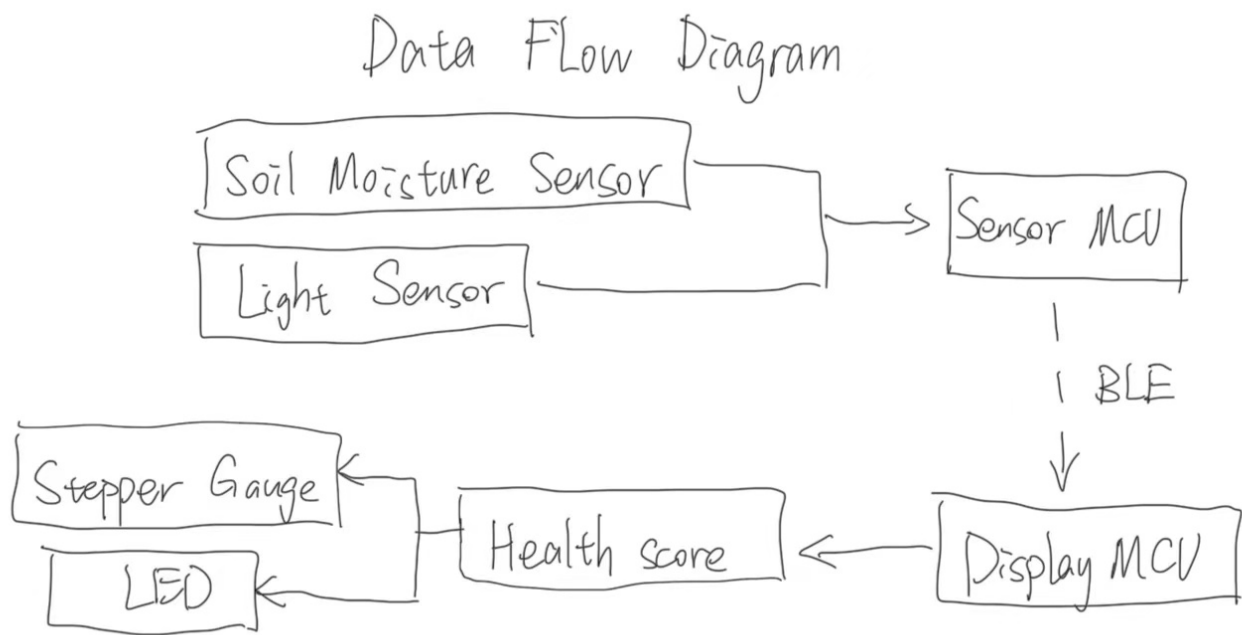 Data Flow Diagram
Soil Moisture Sensor
Sensor MCU
Light Sensor
BLE
Stepper Gauge
Health score
Display MCU
LED